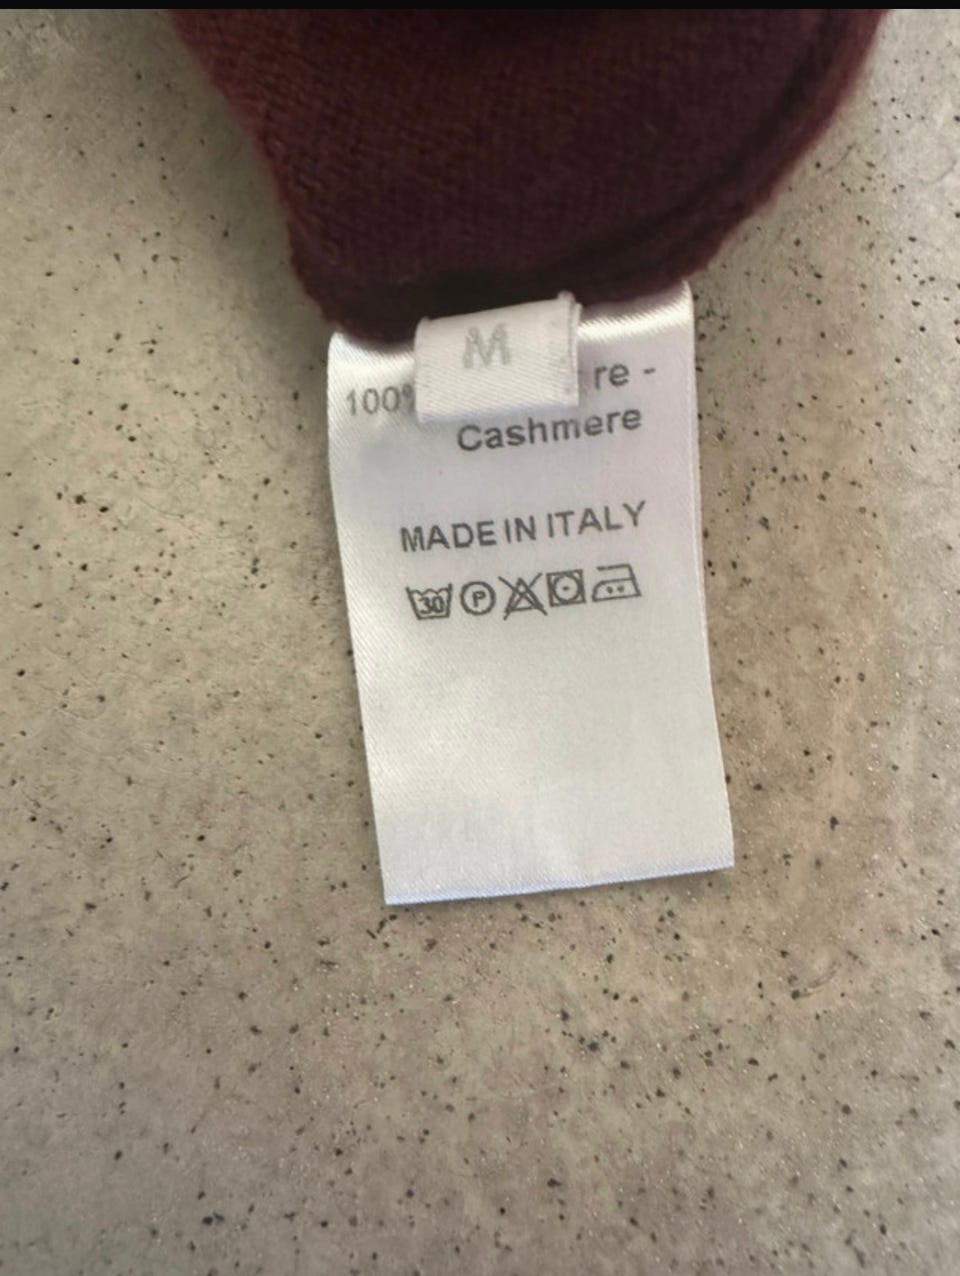 M
100% re -
Cashmere
MADE IN ITALY
30 P